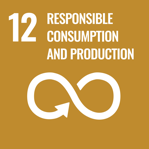 12 RESPONSIBLE
CONSUMPTION
AND PRODUCTION